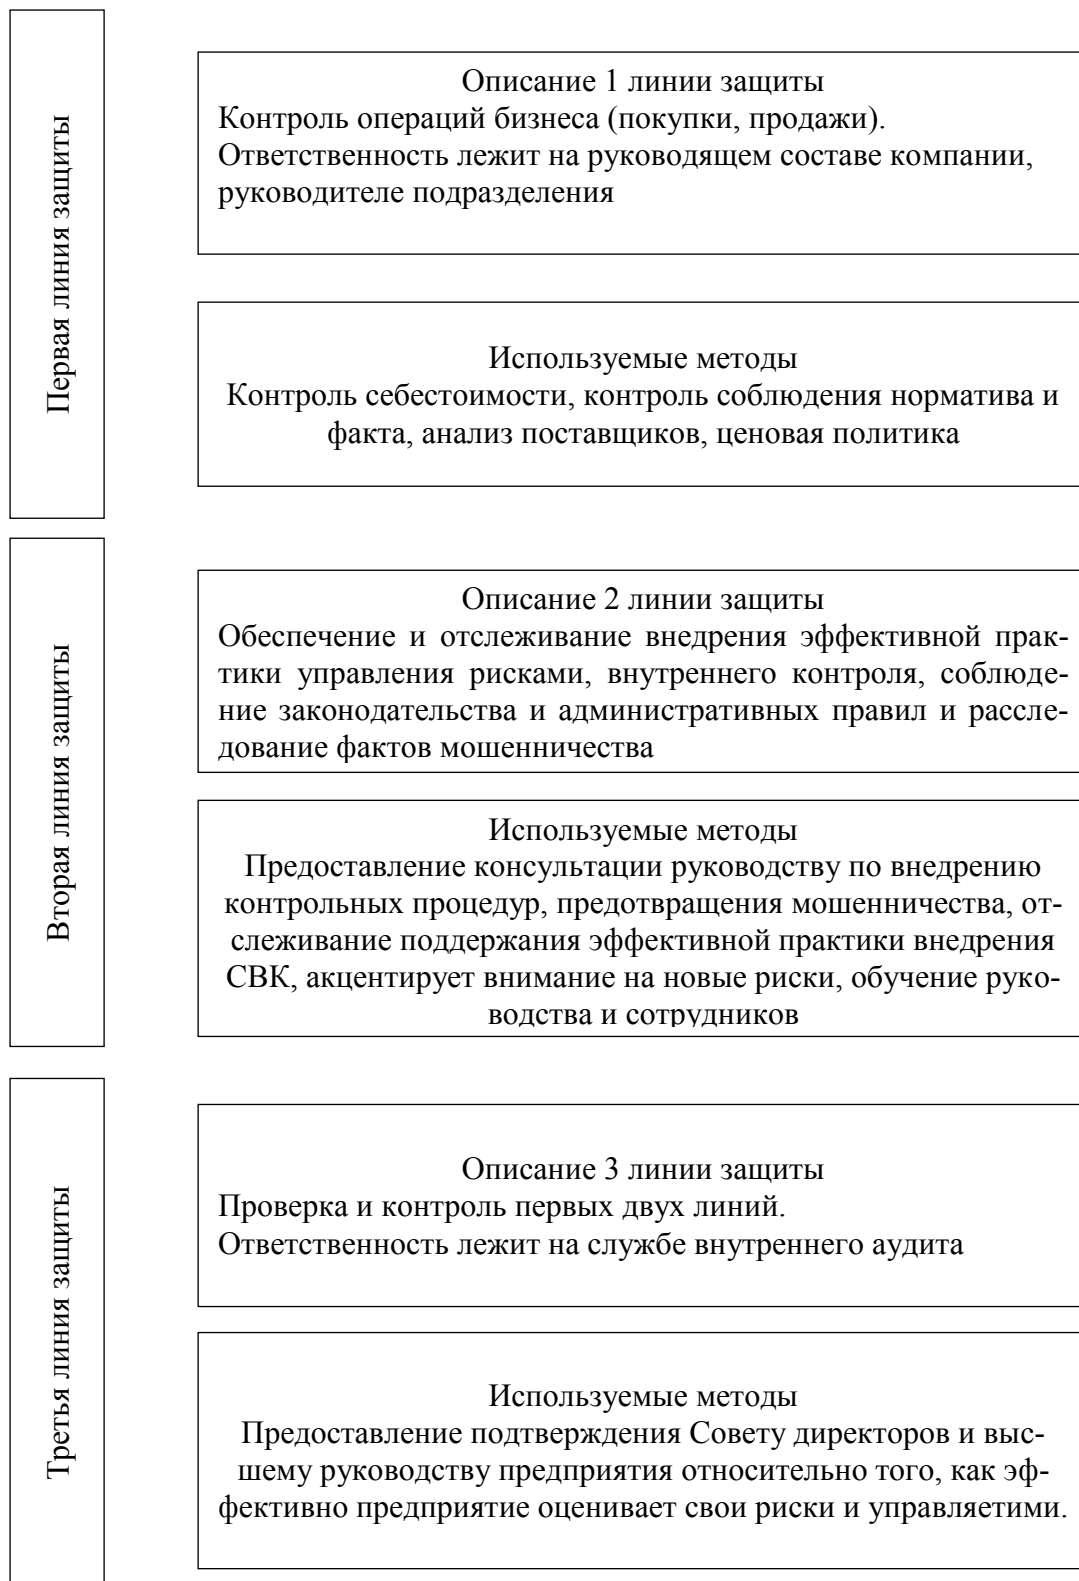 Первая линия защиты
Описание 1 линии защиты
Контроль операций бизнеса (покупки, продажи).
Ответственность лежит на руководящем составе компании,
руководителе подразделения
Используемые методы
Контроль себестоимости, контроль соблюдения норматива и
факта, анализ поставщиков, ценовая политика
Вторая линия защиты
Описание 2 линии защиты
Обеспечение и отслеживание внедрения эффективной прак-
тики управления рисками, внутреннего контроля, соблюде-
ние законодательства и административных правил и рассле-
дование фактов мошенничества
Используемые методы
Предоставление консультации руководству по внедрению
контрольных процедур, предотвращения мошенничества, от-
слеживание поддержания эффективной практики внедрения
СВК, акцентирует внимание на новые риски, обучение руко-
водства и сотрудников
Третья линия защиты
Описание 3 линии защиты
Проверка и контроль первых двух линий.
Ответственность лежит на службе внутреннего аудита
Используемые методы
Предоставление подтверждения Совету директоров и выс-
шему руководству предприятия относительно того, как эф-
фективно предприятие оценивает свои риски и управляетими.